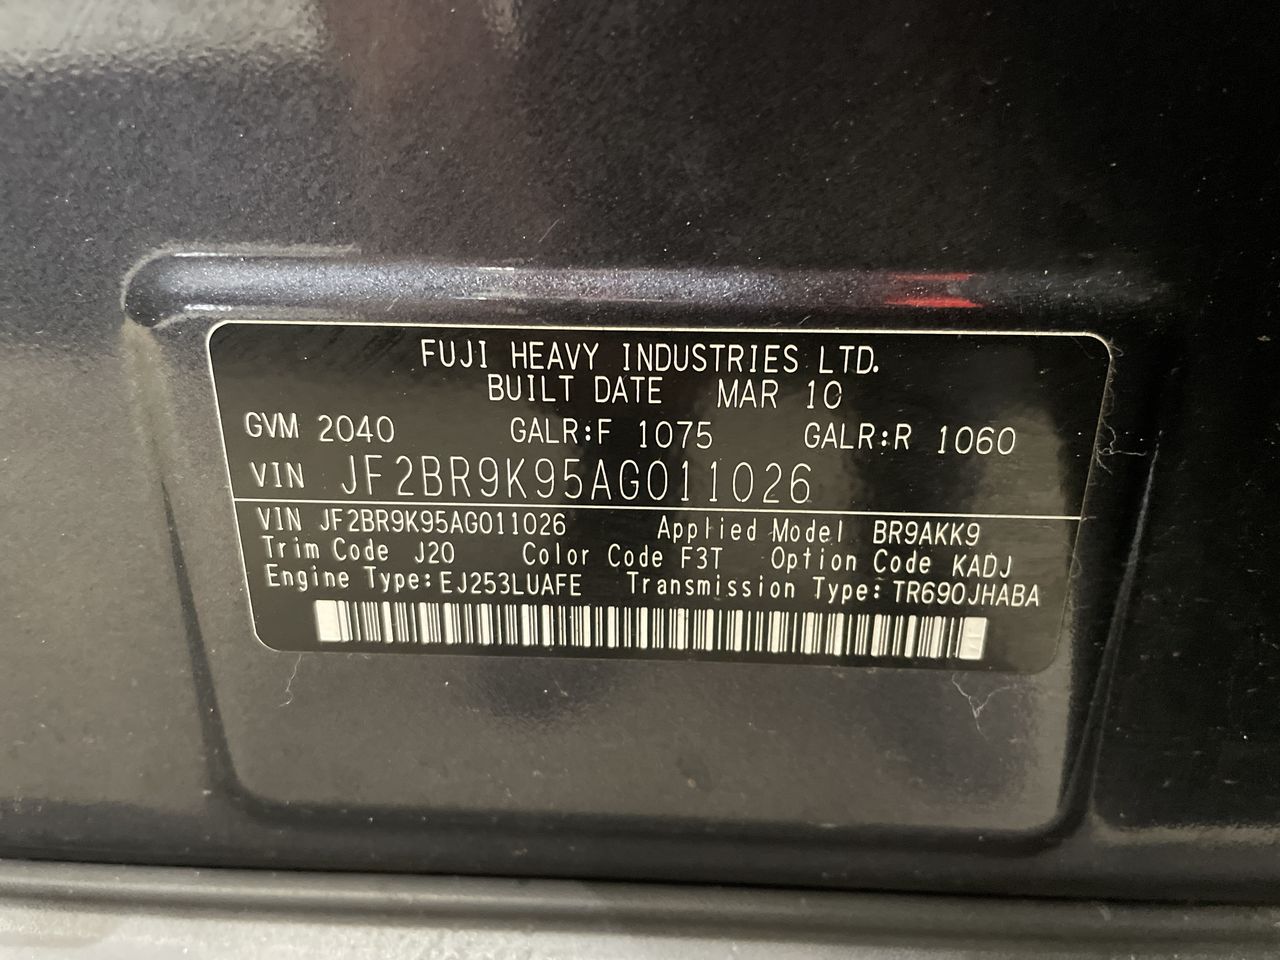 FUJI HEAVY INDUSTRIES LTD.
BUILT DATE MAR 10
GVM 2040 GALR:F 1075 GALR:R 1060
VIN JF2BR9K95AG011026
VIN JF2BR9K95AG011026 Applied Model BR9AKK9
Trim Code J20 Color Code F3T Option Code KADJ
Engine Type:EJ253LUAFE Transmission Type:TR690JHABA